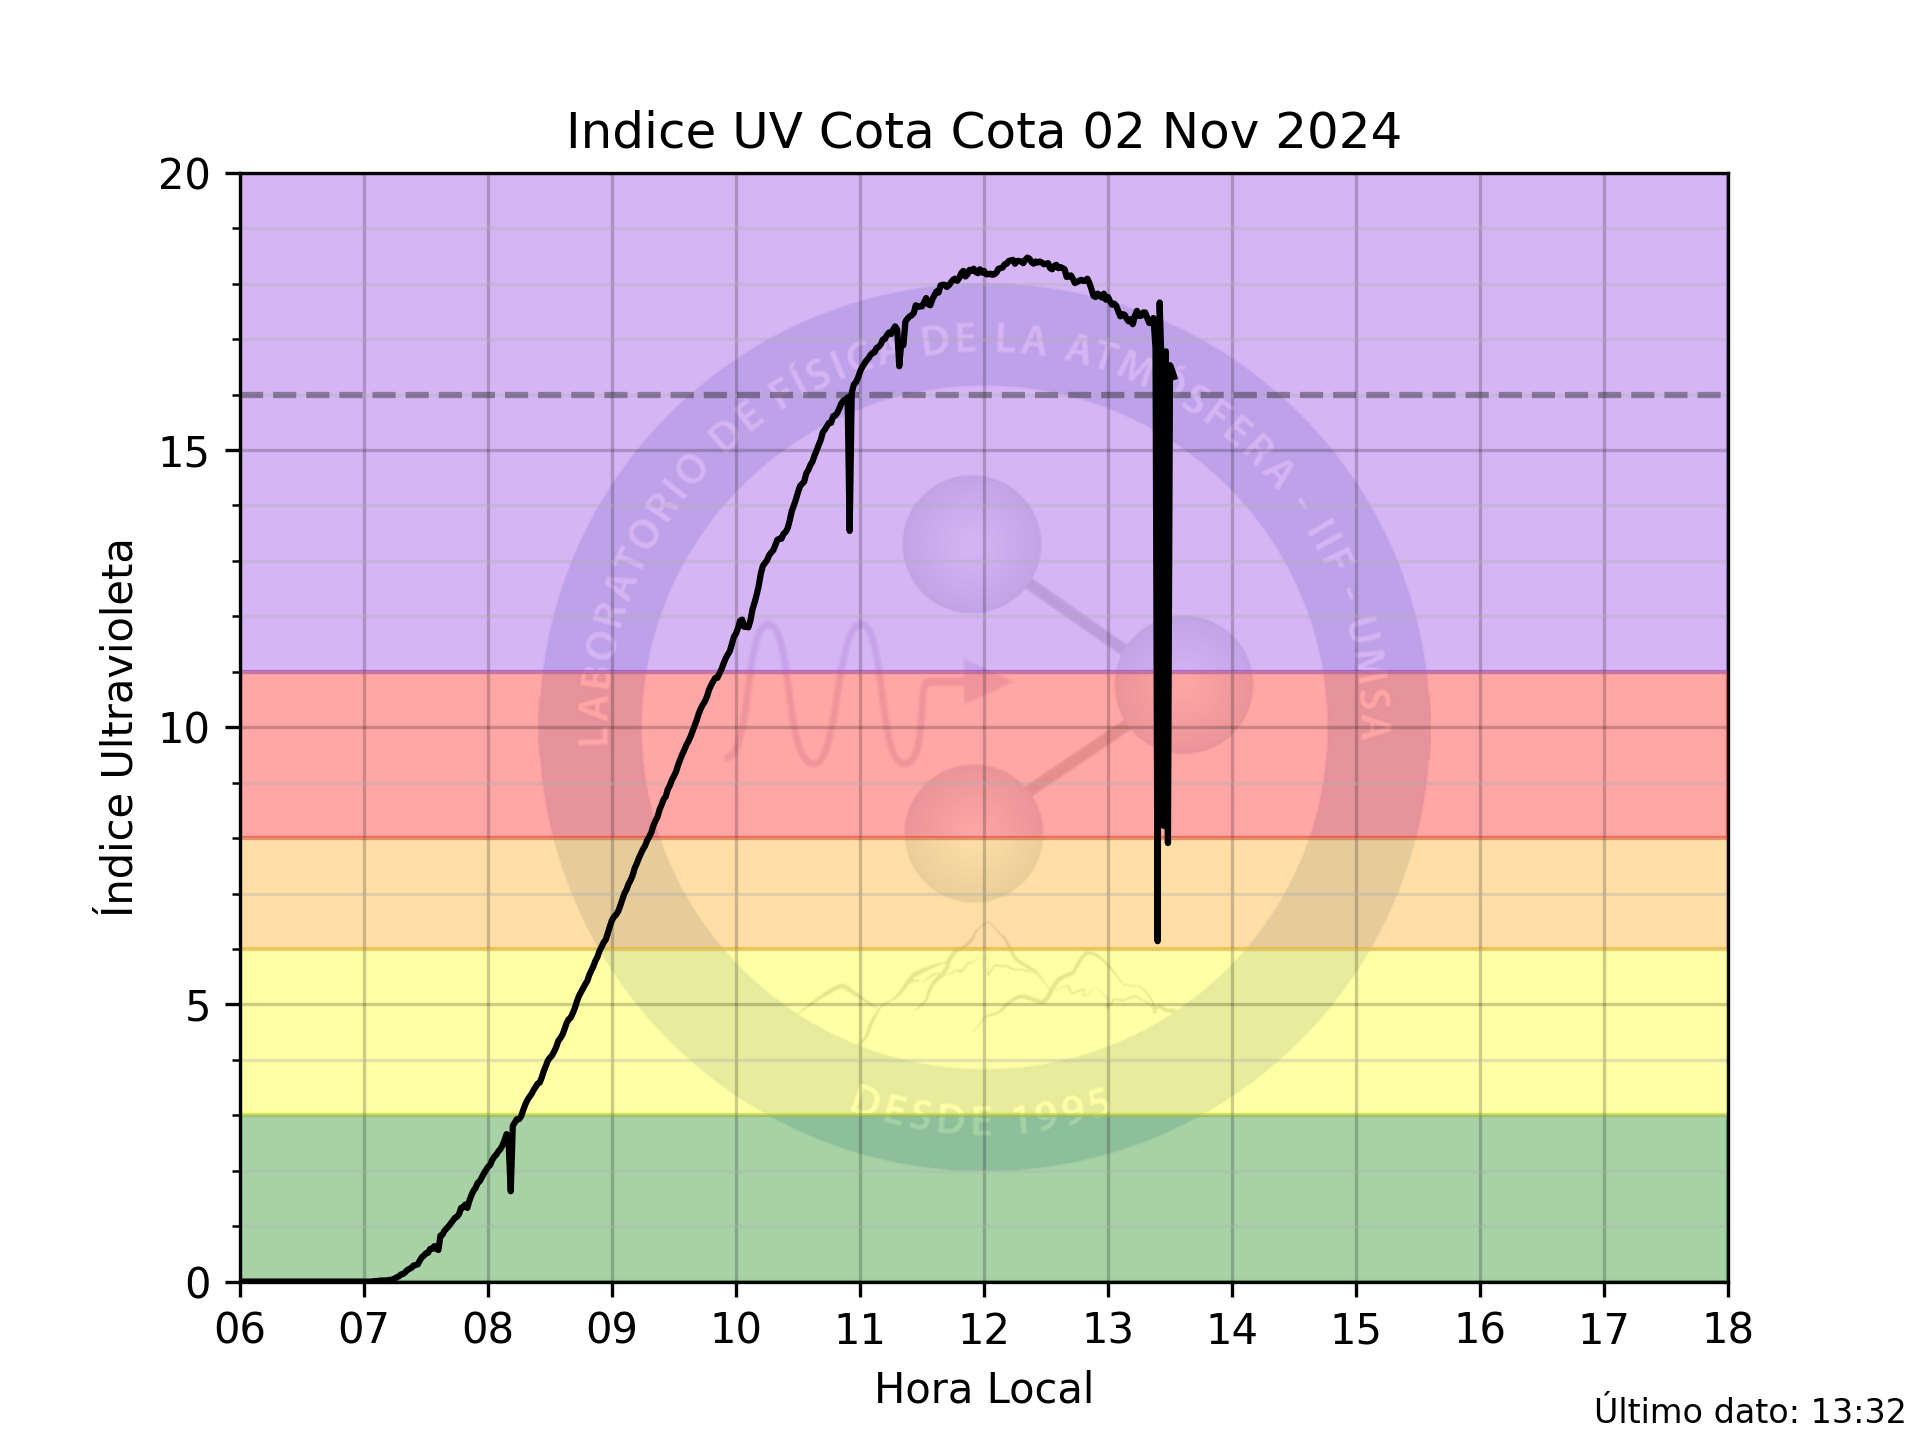 Indice UV Cota Cota 02 Nov 2024
20
15
10
5
0
Índice Ultravioleta
LABORATORIO DE FÍSICA DE LA ATMÓSFERA - IIF - UMSA
DESDE 1995
06 07 08 09 10 11 12 13 14 15 16 17 18
Hora Local
Último dato: 13:32